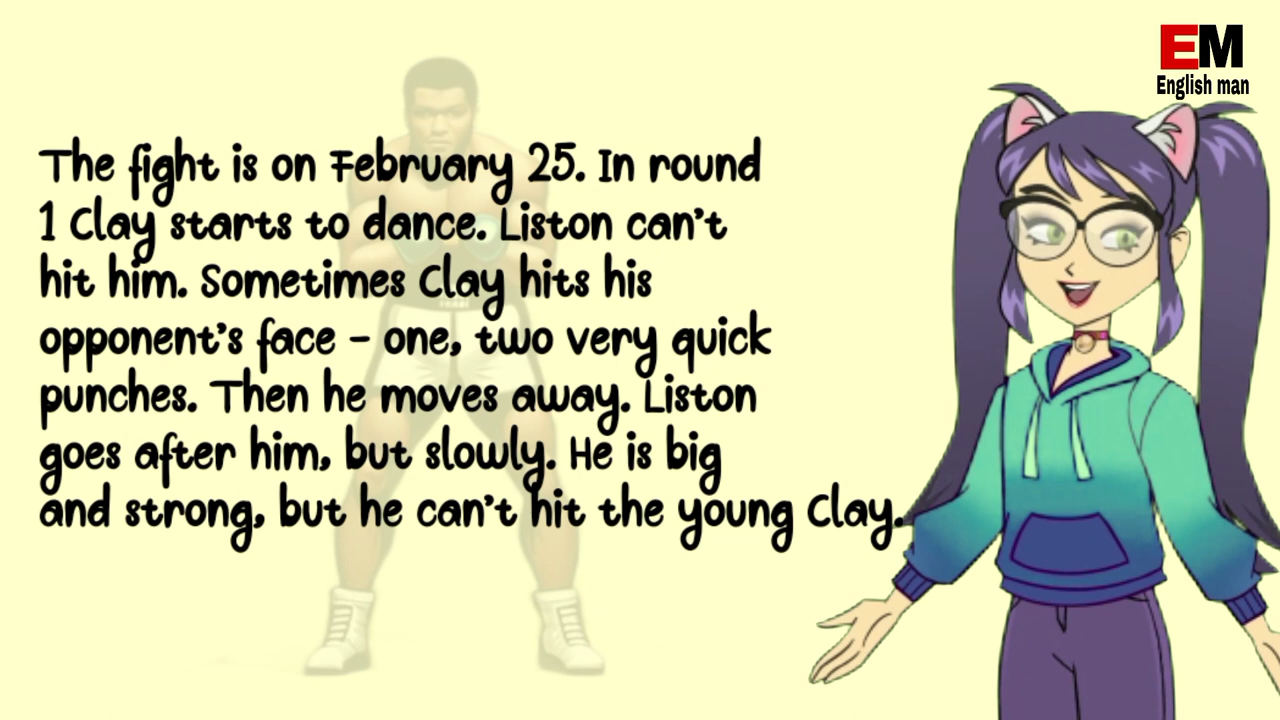 EM
English man
The fight is on February 25. In round
1 Clay starts to dance. Liston can't
hit him. Sometimes Clay hits his
opponent's face - one, two very quick
punches. Then he moves away. Liston
goes after him, but slowly. He is big
and strong, but he can't hit the young Clay.